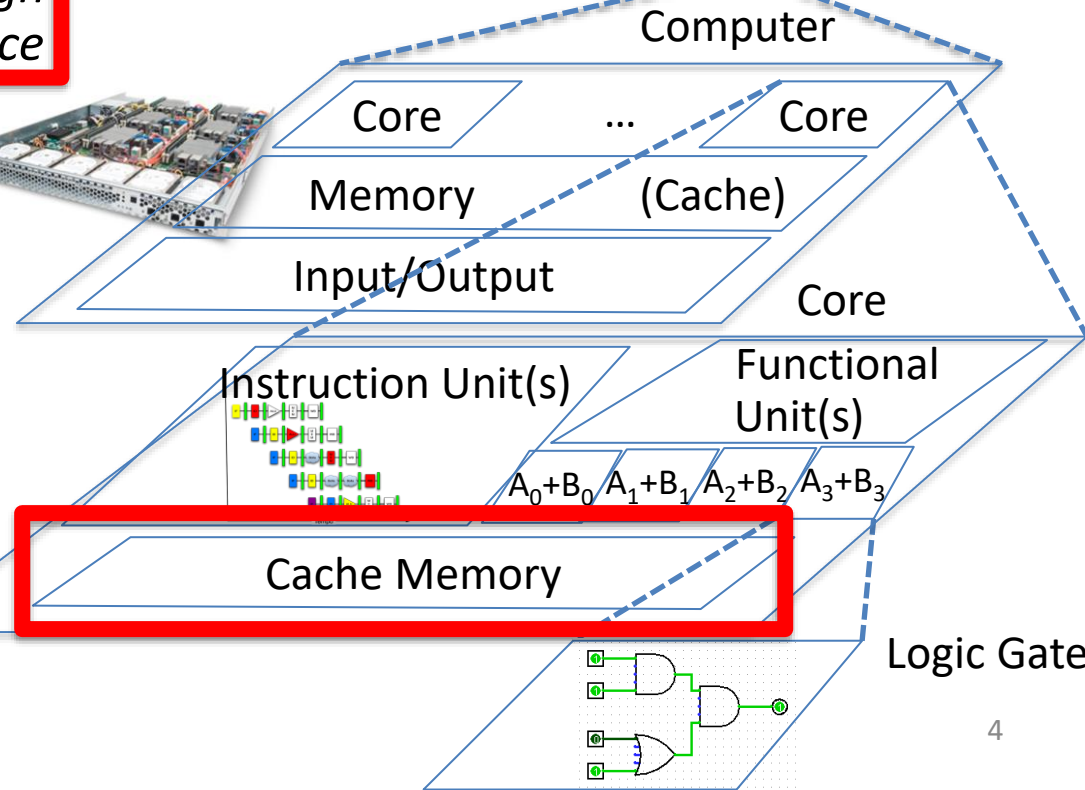 ce
Computer
Core
...
Core
Memory
(Cache)
Input/Output
Core
Instruction Unit(s)
Functional
Unit(s)
A₀+B₀
A₁+B₁
A₂+B₂
A₃+B₃
Cache Memory
Logic Gate
4